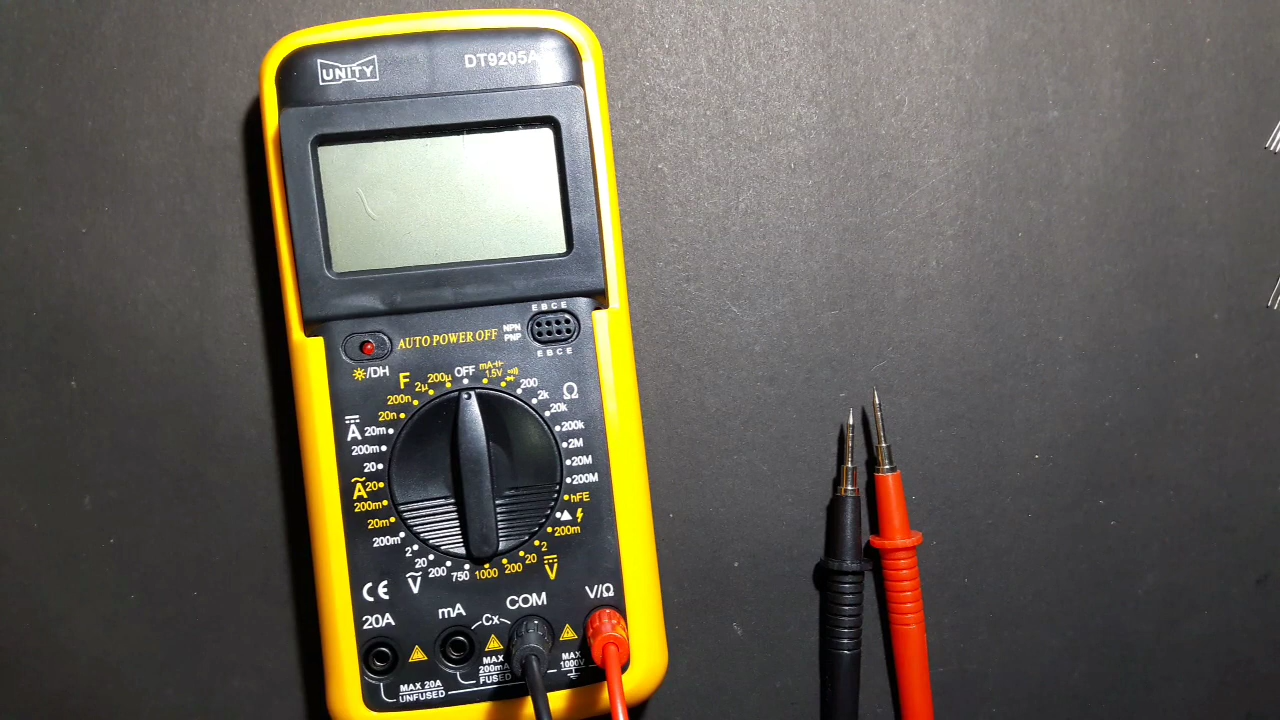 UNITY
DT9205A
E B C E
NPN
PNP
AUTO POWER OFF
E B C E
☼/DH
F
2µ
200µ
OFF
mA⊣⊢
1.5V
200
Ω
200n
2k
20n
20k
A
20m
200k
200m
2M
20
20M
A
20
200M
200m
hFE
20m
200m
200m
2
2
20
20
V
200
750
1000
200
V
CE
20A
mA
Cx
COM
V/Ω
MAX
200mA
FUSED
MAX
1000V
MAX 20A
UNFUSED